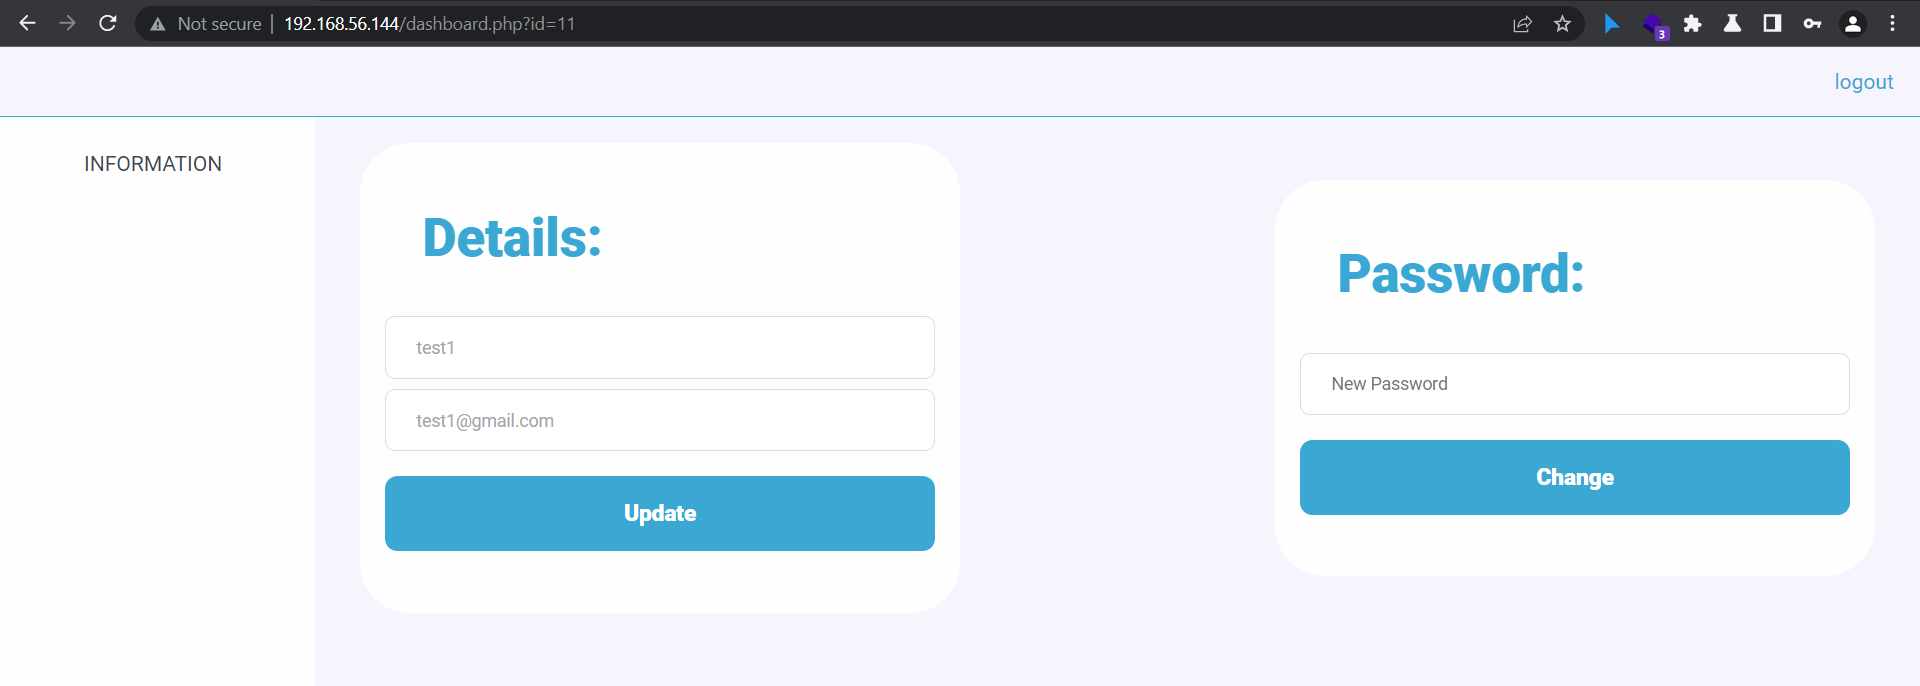 Not secure | 192.168.56.144/dashboard.php?id=11
3
logout
INFORMATION
Details:
test1
test1@gmail.com
Update
Password:
New Password
Change